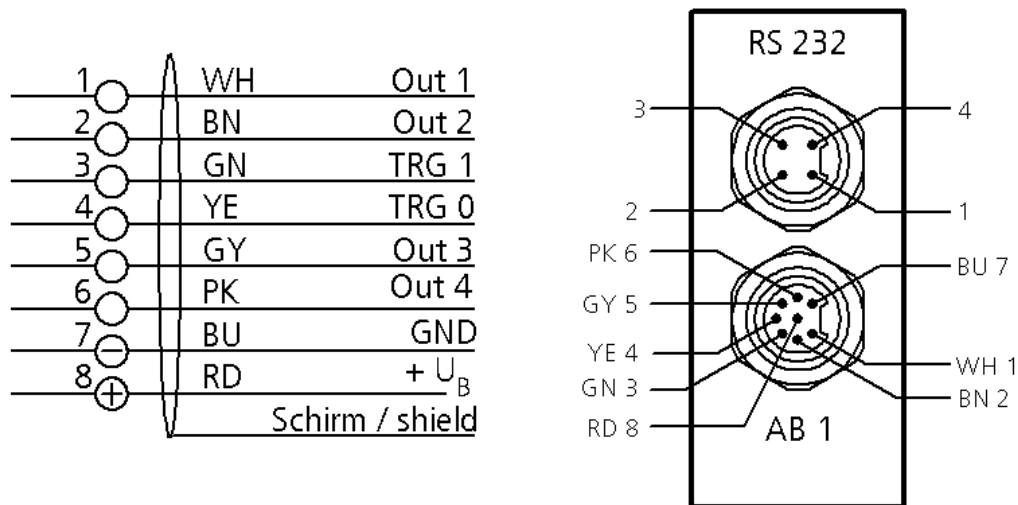 1 WH Out 1
2 BN Out 2
3 GN TRG 1
4 YE TRG 0
5 GY Out 3
6 PK Out 4
7 BU GND
8 RD + UB
Schirm / shield
RS 232
3 4
2 1
PK 6
BU 7
GY 5
YE 4
WH 1
GN 3
BN 2
RD 8
AB 1